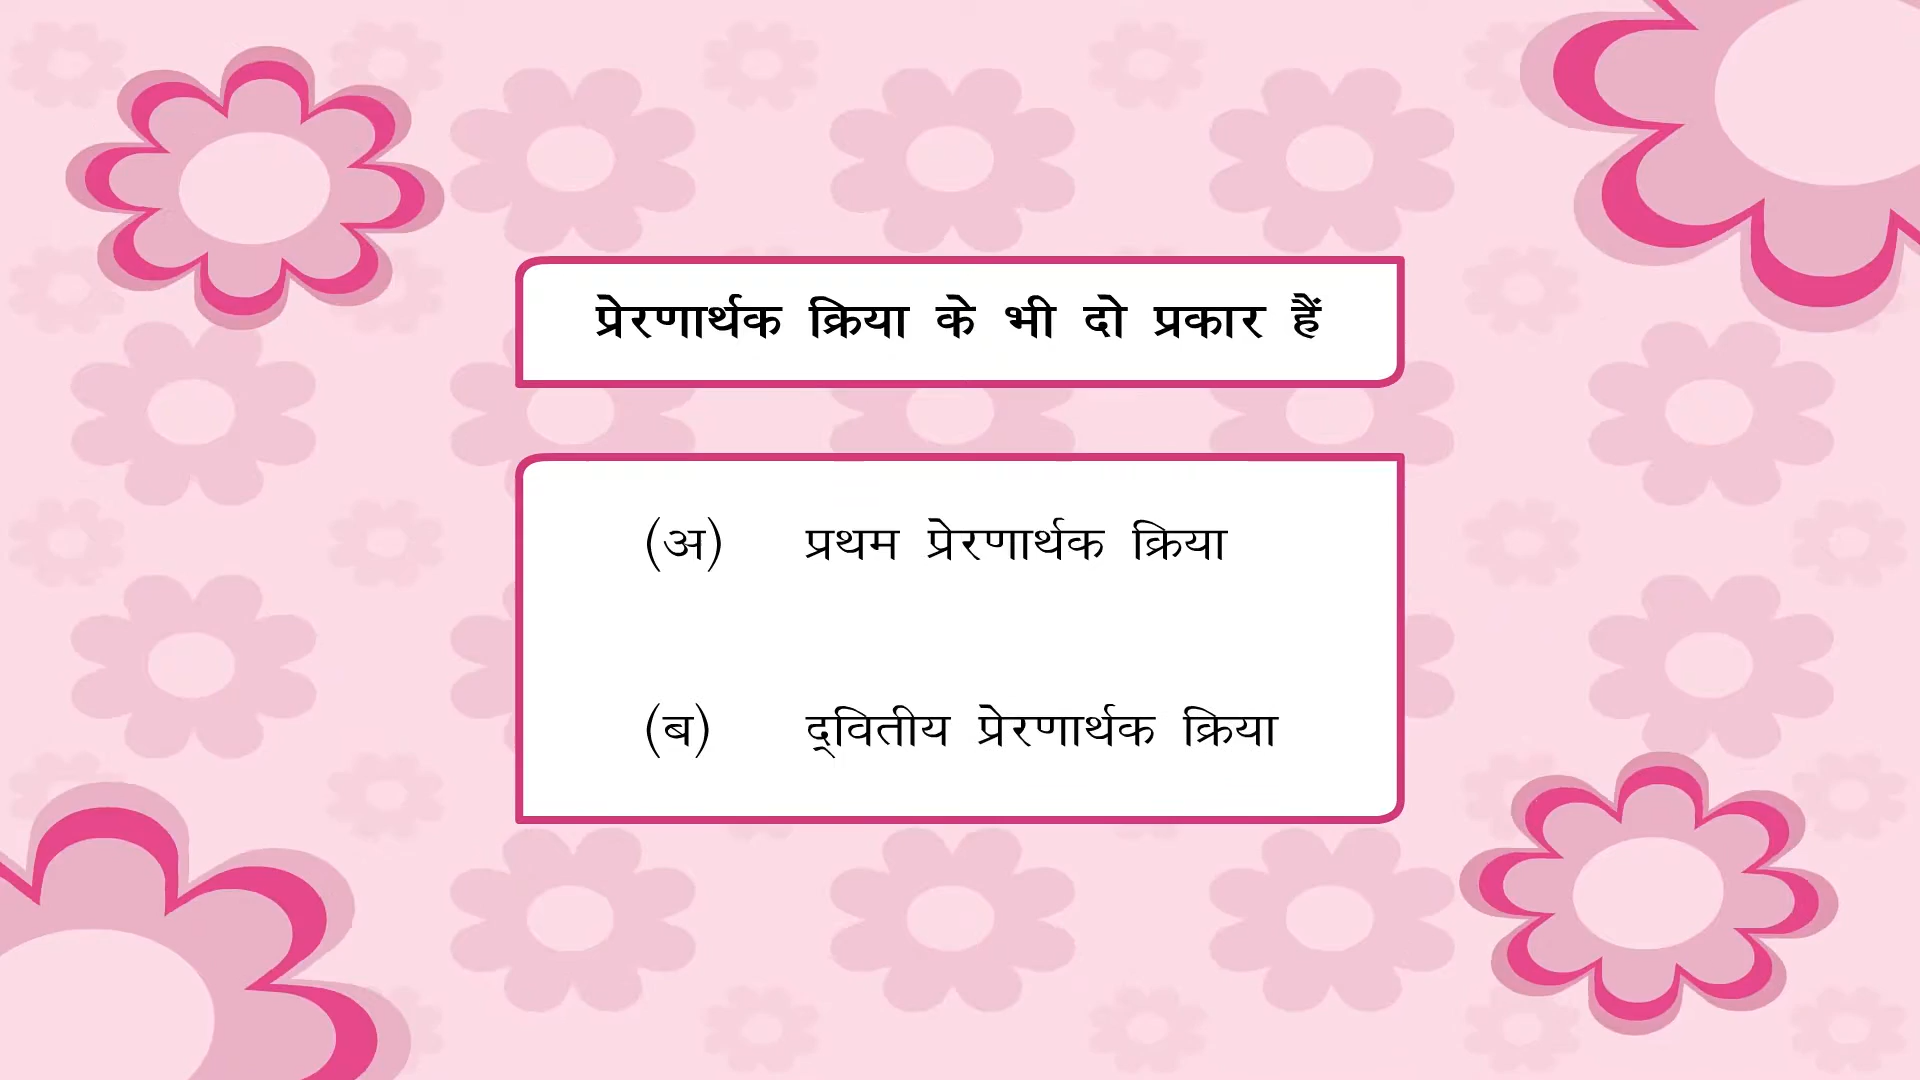 प्रेरणार्थक क्रिया के भी दो प्रकार हैं
(अ) प्रथम प्रेरणार्थक क्रिया
(ब) द्‌वितीय प्रेरणार्थक क्रिया